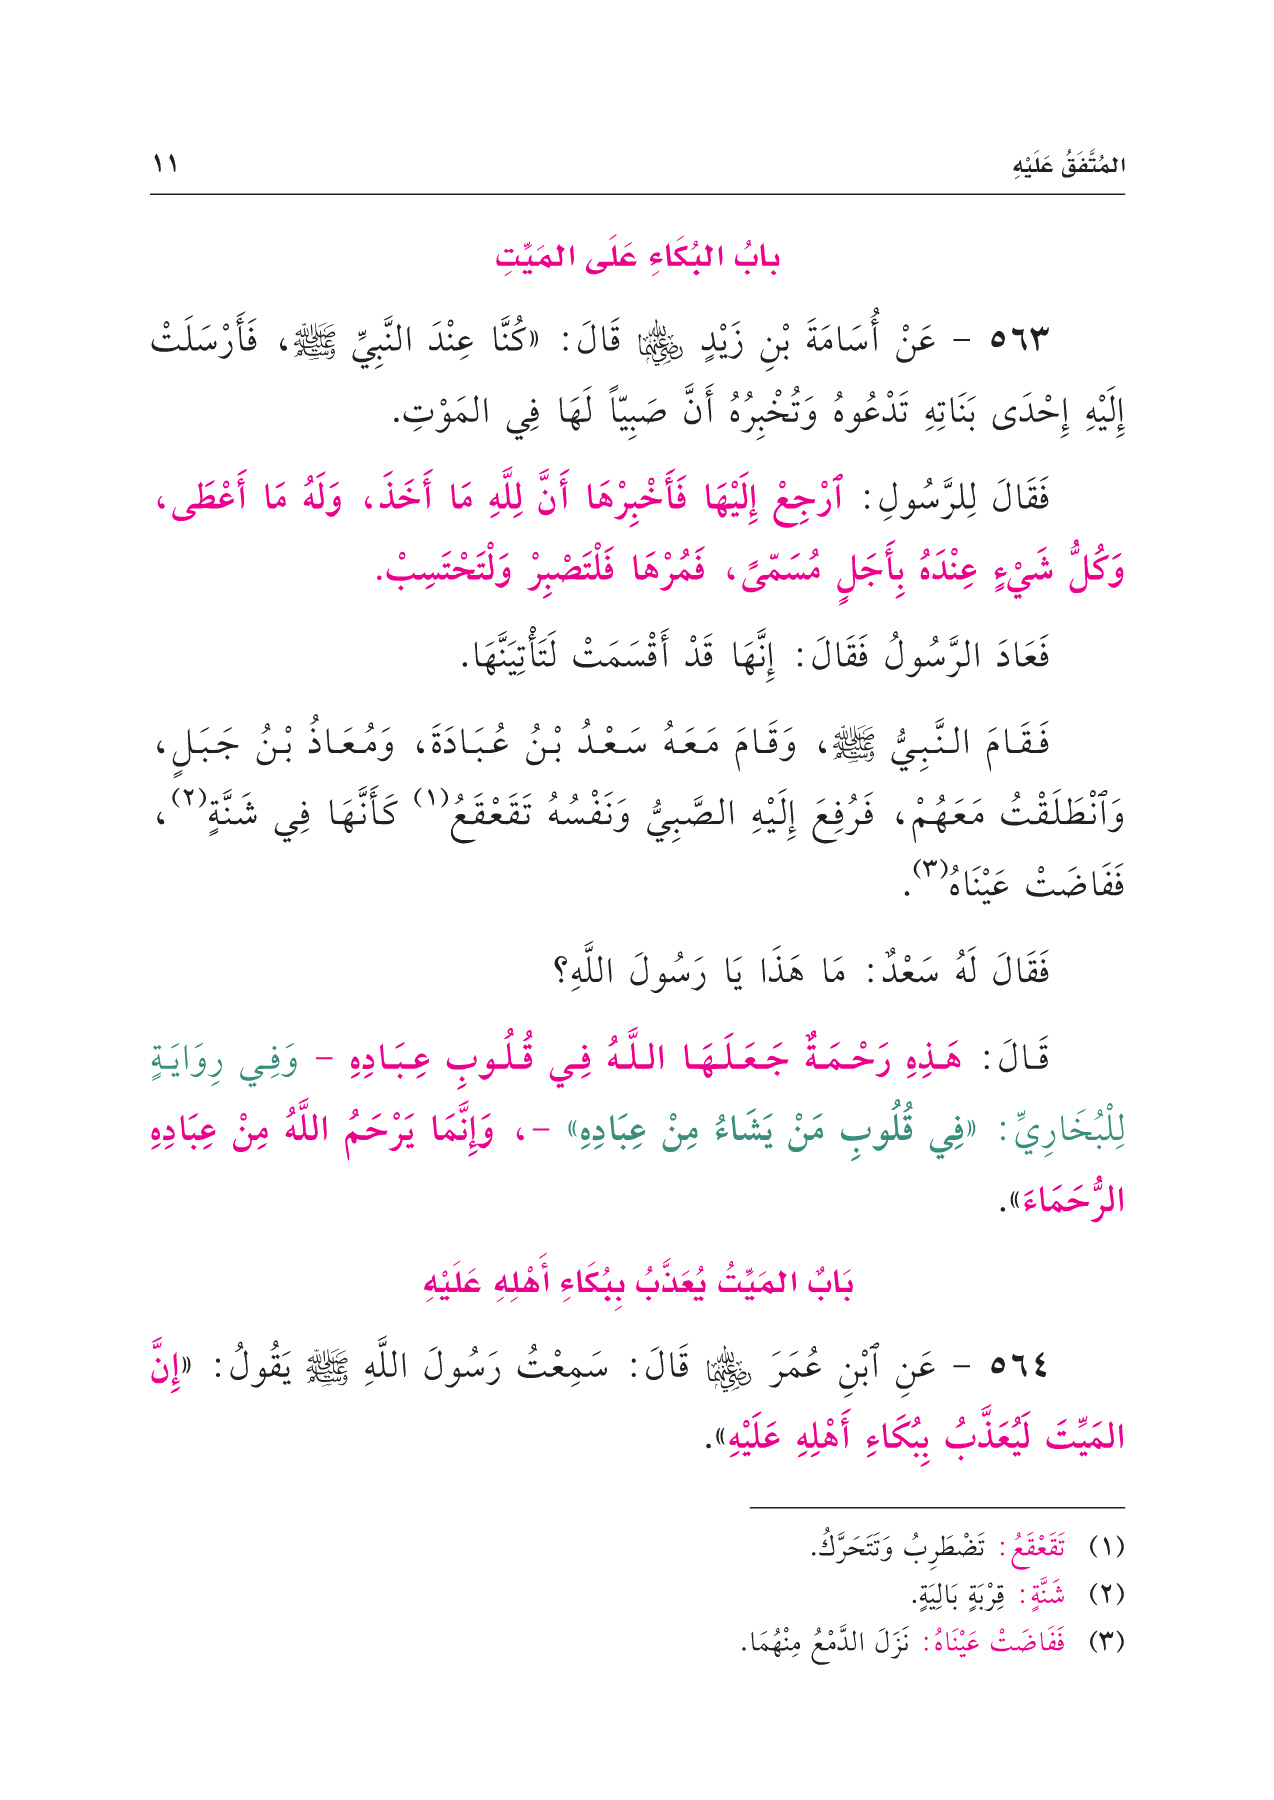 المُتَّفَقُ عَلَيْهِ ١١
بابُ البُكَاءِ عَلَى المَيِّتِ
٥٦٣ - عَنْ أُسَامَةَ بْنِ زَيْدٍ رضي الله عنهما قَالَ: «كُنَّا عِنْدَ النَّبِيِّ ﷺ، فَأَرْسَلَتْ
إِلَيْهِ إِحْدَى بَنَاتِهِ تَدْعُوهُ وَتُخْبِرُهُ أَنَّ صَبِيّاً لَهَا فِي المَوْتِ.
فَقَالَ لِلرَّسُولِ: ٱرْجِعْ إِلَيْهَا فَأَخْبِرْهَا أَنَّ لِلَّهِ مَا أَخَذَ، وَلَهُ مَا أَعْطَى،
وَكُلُّ شَيْءٍ عِنْدَهُ بِأَجَلٍ مُسَمّىً، فَمُرْهَا فَلْتَصْبِرْ وَلْتَحْتَسِبْ.
فَعَادَ الرَّسُولُ فَقَالَ: إِنَّهَا قَدْ أَقْسَمَتْ لَتَأْتِيَنَّهَا.
فَقَامَ النَّبِيُّ ﷺ، وَقَامَ مَعَهُ سَعْدُ بْنُ عُبَادَةَ، وَمُعَاذُ بْنُ جَبَلٍ،
وَٱنْطَلَقْتُ مَعَهُمْ، فَرُفِعَ إِلَيْهِ الصَّبِيُّ وَنَفْسُهُ تَقَعْقَعُ(١) كَأَنَّهَا فِي شَنَّةٍ(٢)،
فَفَاضَتْ عَيْنَاهُ(٣).
فَقَالَ لَهُ سَعْدٌ: مَا هَذَا يَا رَسُولَ اللَّهِ؟
قَالَ: هَذِهِ رَحْمَةٌ جَعَلَهَا اللَّهُ فِي قُلُوبِ عِبَادِهِ - وَفِي رِوَايَةٍ
لِلْبُخَارِيِّ: «فِي قُلُوبِ مَنْ يَشَاءُ مِنْ عِبَادِهِ» -، وَإِنَّمَا يَرْحَمُ اللَّهُ مِنْ عِبَادِهِ
الرُّحَمَاءَ».
بَابٌ المَيِّتُ يُعَذَّبُ بِبُكَاءِ أَهْلِهِ عَلَيْهِ
٥٦٤ - عَنِ ٱبْنِ عُمَرَ رضي الله عنهما قَالَ: سَمِعْتُ رَسُولَ اللَّهِ ﷺ يَقُولُ: «إِنَّ
المَيِّتَ لَيُعَذَّبُ بِبُكَاءِ أَهْلِهِ عَلَيْهِ».
(١) تَقَعْقَعُ: تَضْطَرِبُ وَتَتَحَرَّكُ.
(٢) شَنَّةٍ: قِرْبَةٍ بَالِيَةٍ.
(٣) فَفَاضَتْ عَيْنَاهُ: نَزَلَ الدَّمْعُ مِنْهُمَا.